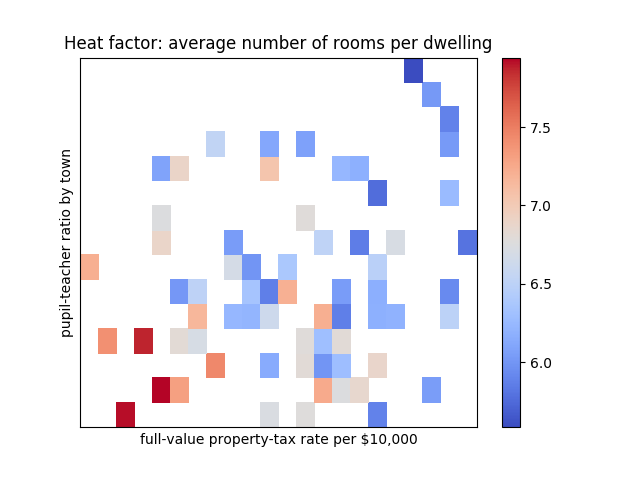 Heat factor: average number of rooms per dwelling
pupil-teacher ratio by town
full-value property-tax rate per $10,000
7.5
7.0
6.5
6.0